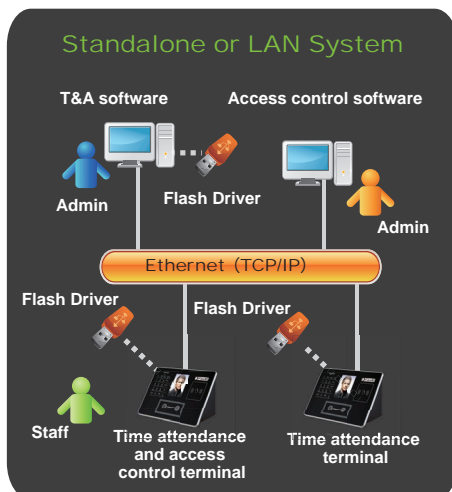 Standalone or LAN System
T&A software
Access control software
Admin
Flash Driver
Admin
Ethernet (TCP/IP)
Flash Driver
Flash Driver
Staff
Time attendance
and access
control terminal
Time attendance
terminal